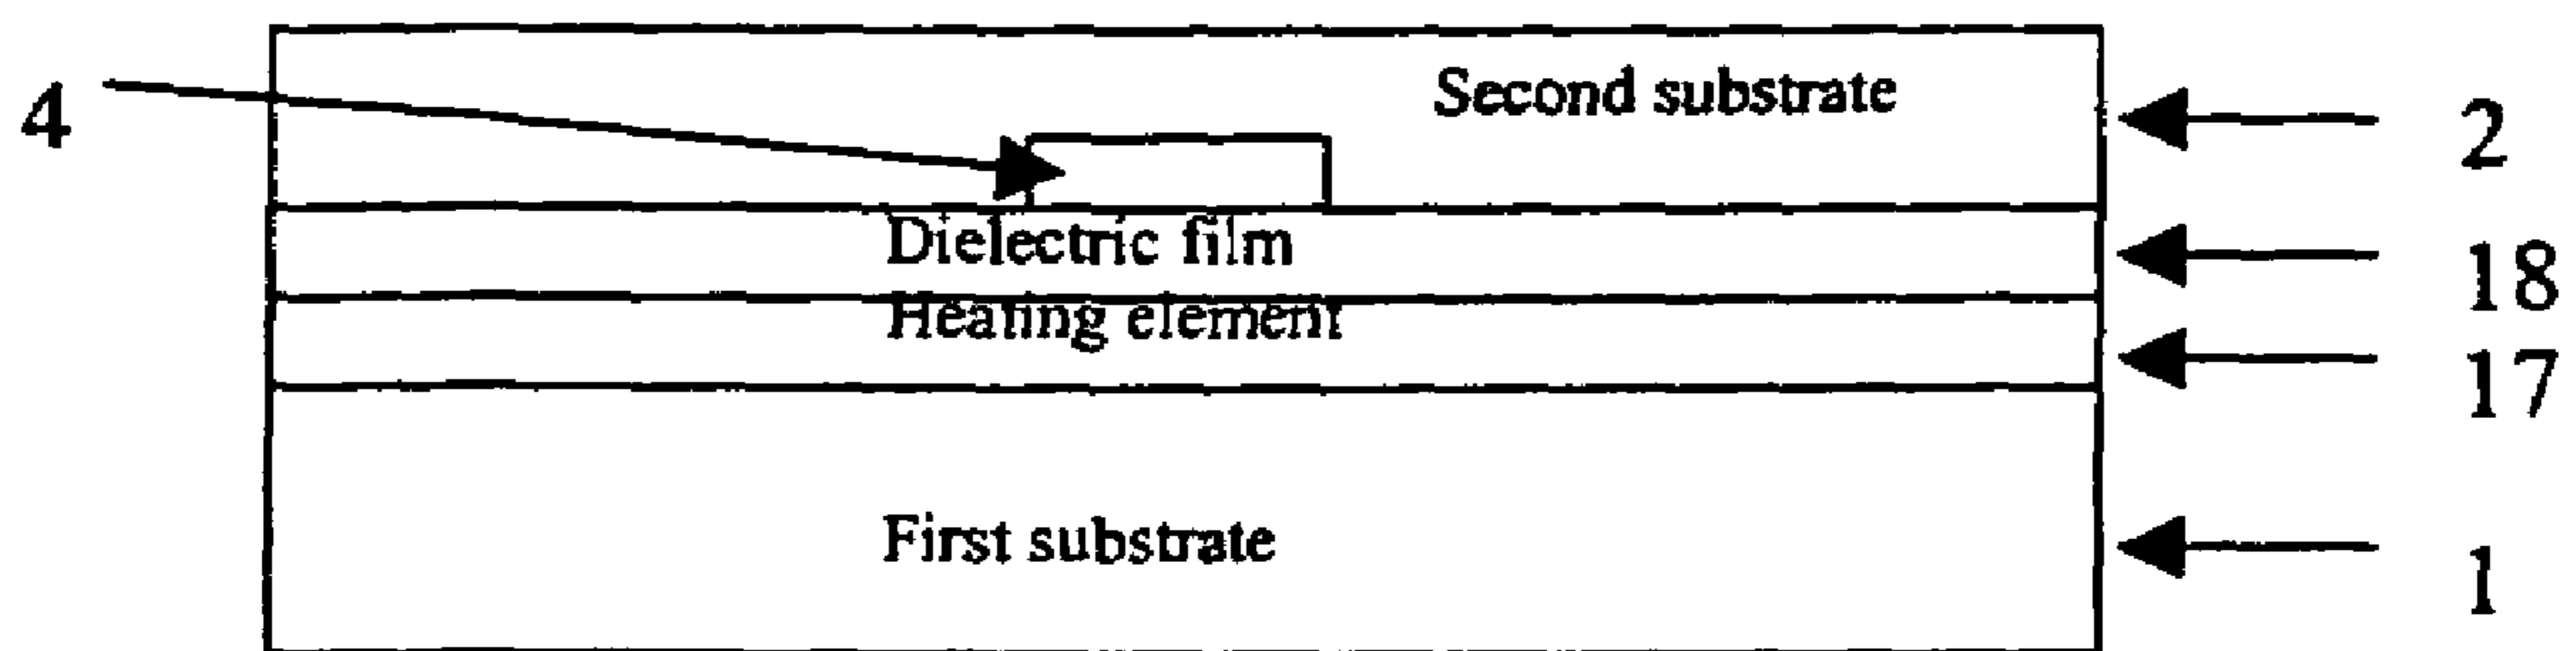 Second substrate
4
2
Dielectric film
18
Heating element
17
First substrate
1